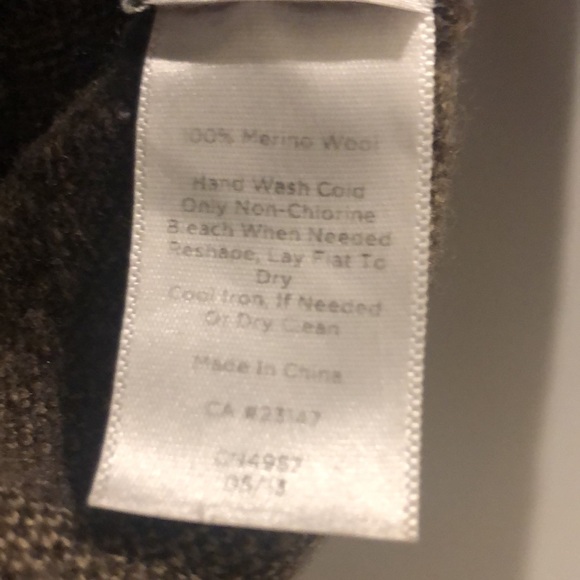 100% Merino Wool
Hand Wash Cold
Only Non-Chlorine
Bleach When Needed
Reshape, Lay Flat To
Dry
Cool Iron, If Needed
Or Dry Clean
Made In China
CA #23147
05/13